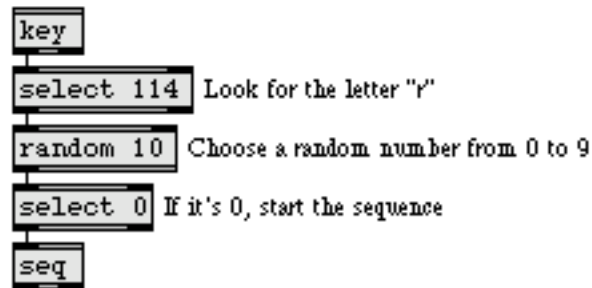 key
select 114 Look for the letter "r"
random 10 Choose a random number from 0 to 9
select 0 If it's 0, start the sequence
seq